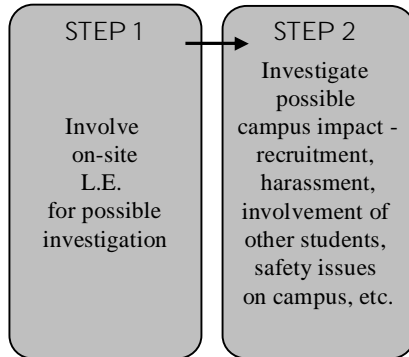 STEP 1
Involve
on-site
L.E.
for possible
investigation
STEP 2
Investigate
possible
campus impact -
recruitment,
harassment,
involvement of
other students,
safety issues
on campus, etc.